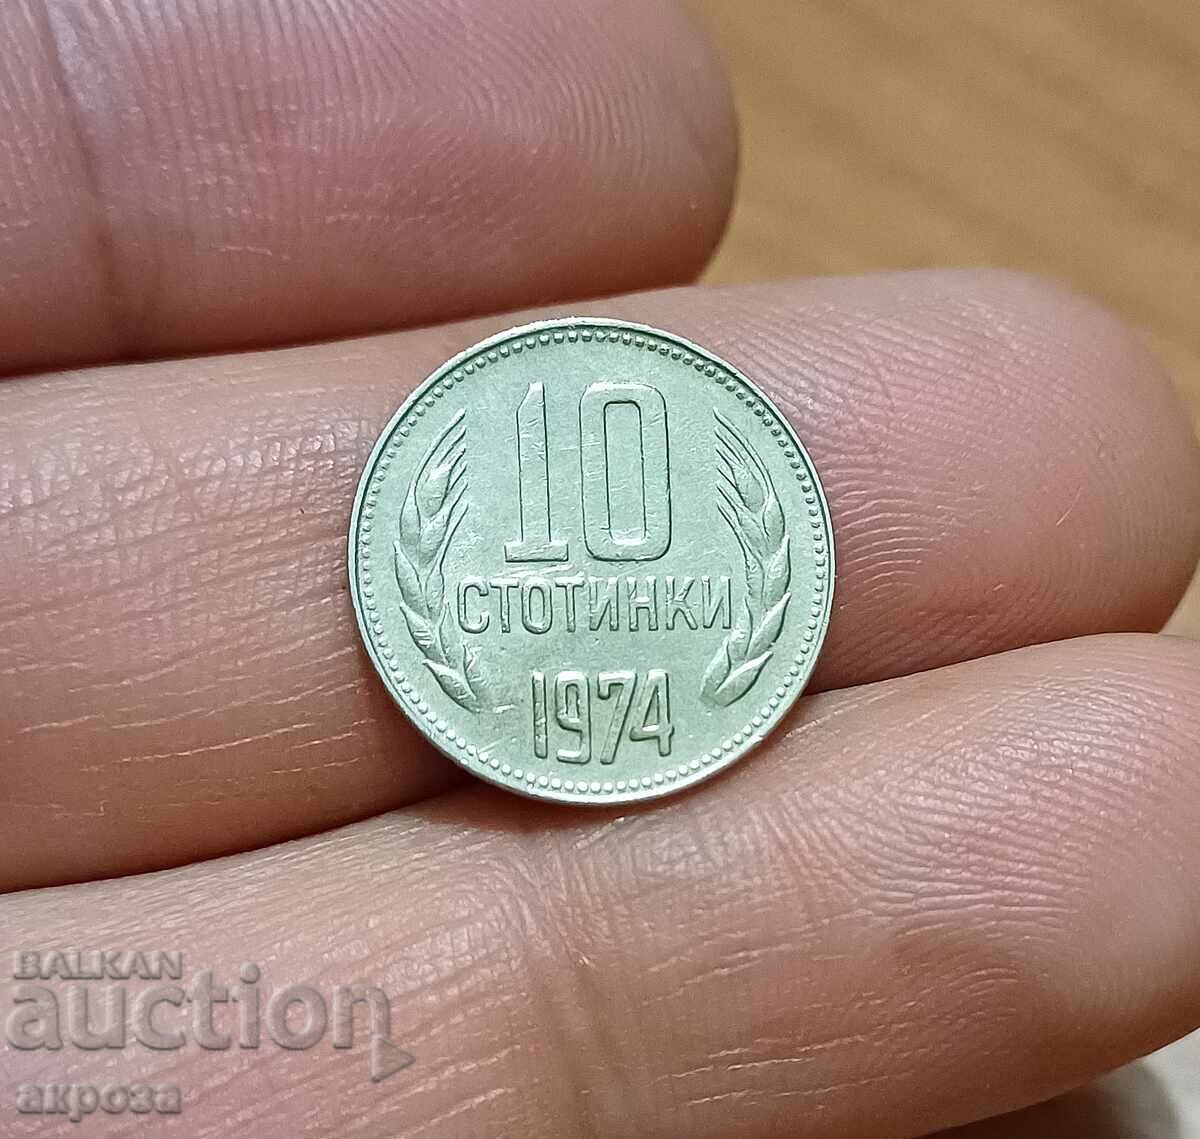 10
СТОТИНКИ
1974
BALKAN
auction
акроза